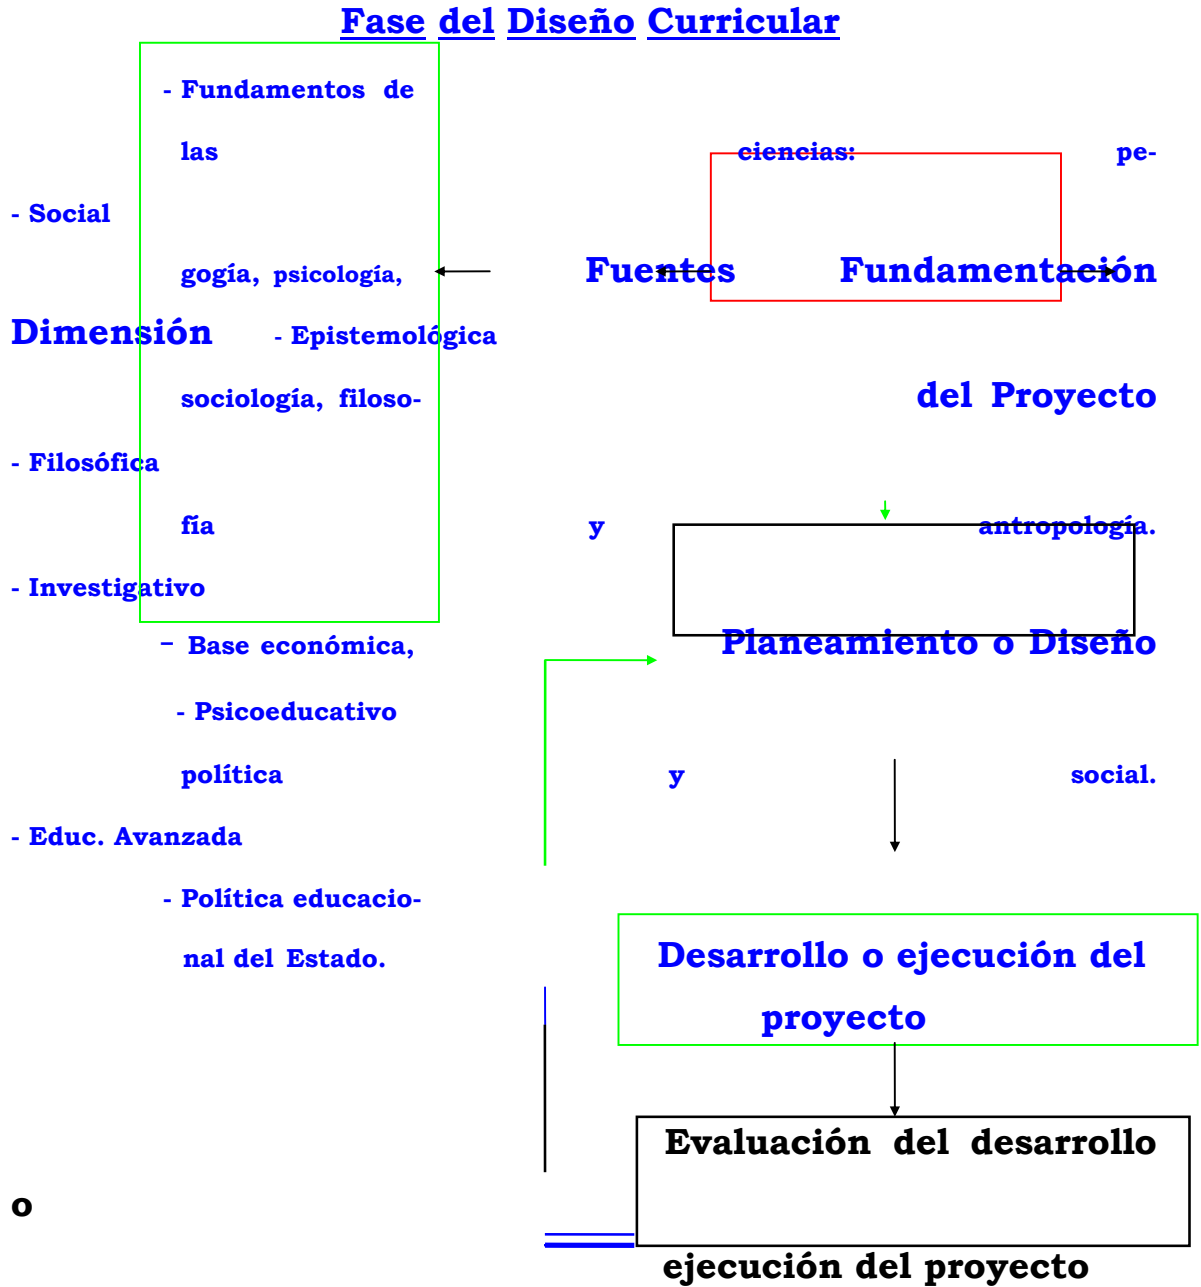 Fase del Diseño Curricular
- Fundamentos de
las ciencias: pe-
- Social
gogía, psicología, Fuentes Fundamentación
Dimensión - Epistemológica
sociología, filoso- del Proyecto
- Filosófica
fía y antropología.
- Investigativo
- Base económica, Planeamiento o Diseño
- Psicoeducativo
política y social.
- Educ. Avanzada
- Política educacio-
nal del Estado. Desarrollo o ejecución del
proyecto
Evaluación del desarrollo
o
ejecución del proyecto